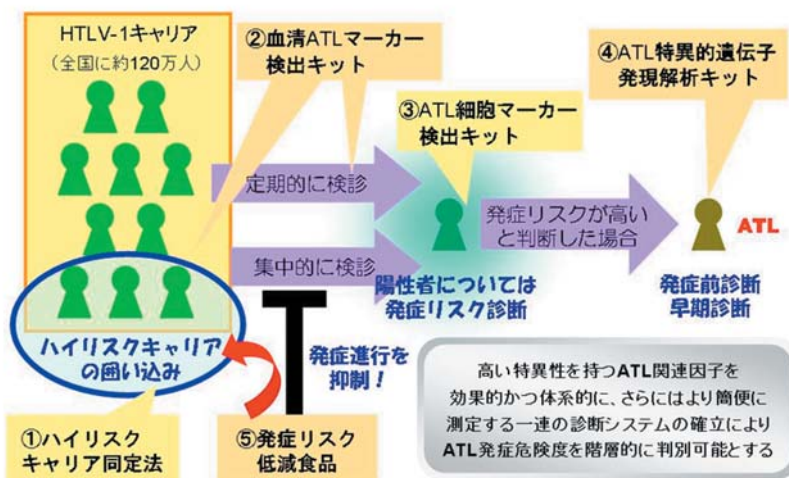 HTLV-1キャリア
（全国に約120万人）
②血清ATLマーカー
検出キット
④ATL特異的遺伝子
発現解析キット
③ATL細胞マーカー
検出キット
定期的に検診
集中的に検診
発症リスクが高い
と判断した場合
ATL
陽性者については
発症リスク診断
発症前診断
早期診断
ハイリスクキャリア
の囲い込み
発症進行を
抑制！
①ハイリスク
キャリア同定法
⑤発症リスク
低減食品
高い特異性を持つATL関連因子を
効果的かつ体系的に、さらにはより簡便に
測定する一連の診断システムの確立により
ATL発症危険度を階層的に判別可能とする